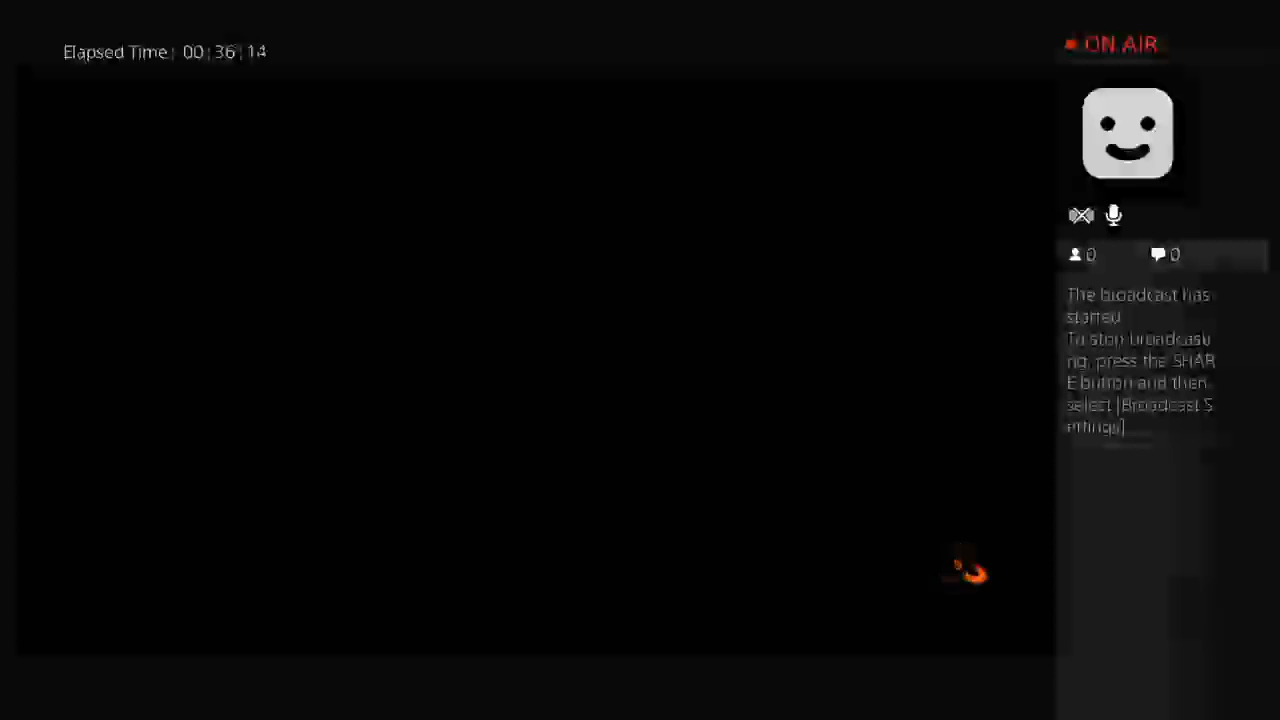 Elapsed Time: 00:36:14
ON AIR
0 0
The broadcast has
started
To stop broadcasti
ng, press the SHAR
E button and then
select [Broadcast S
ettings]